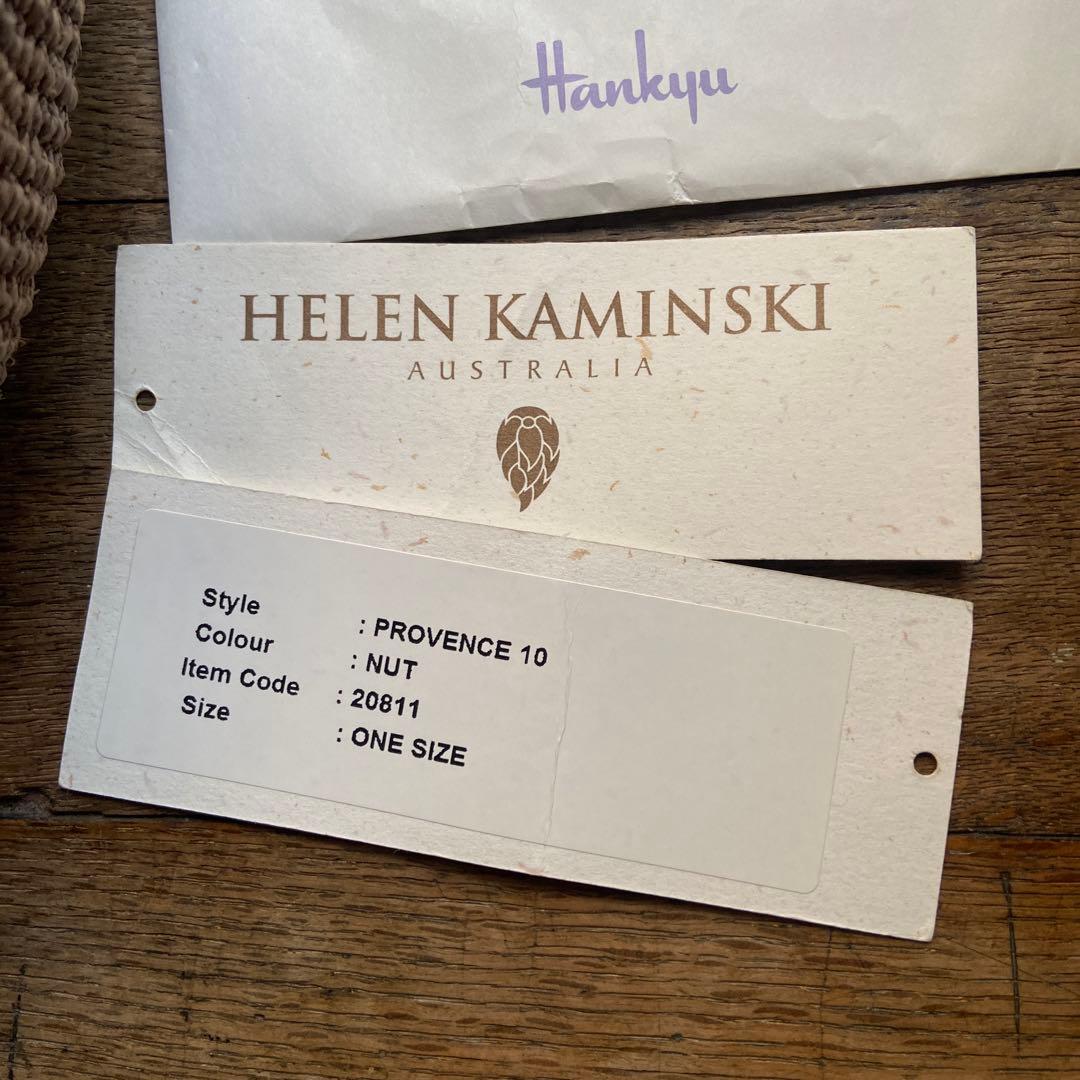 Hankyu
HELEN KAMINSKI
AUSTRALIA
Style : PROVENCE 10
Colour : NUT
Item Code : 20811
Size : ONE SIZE